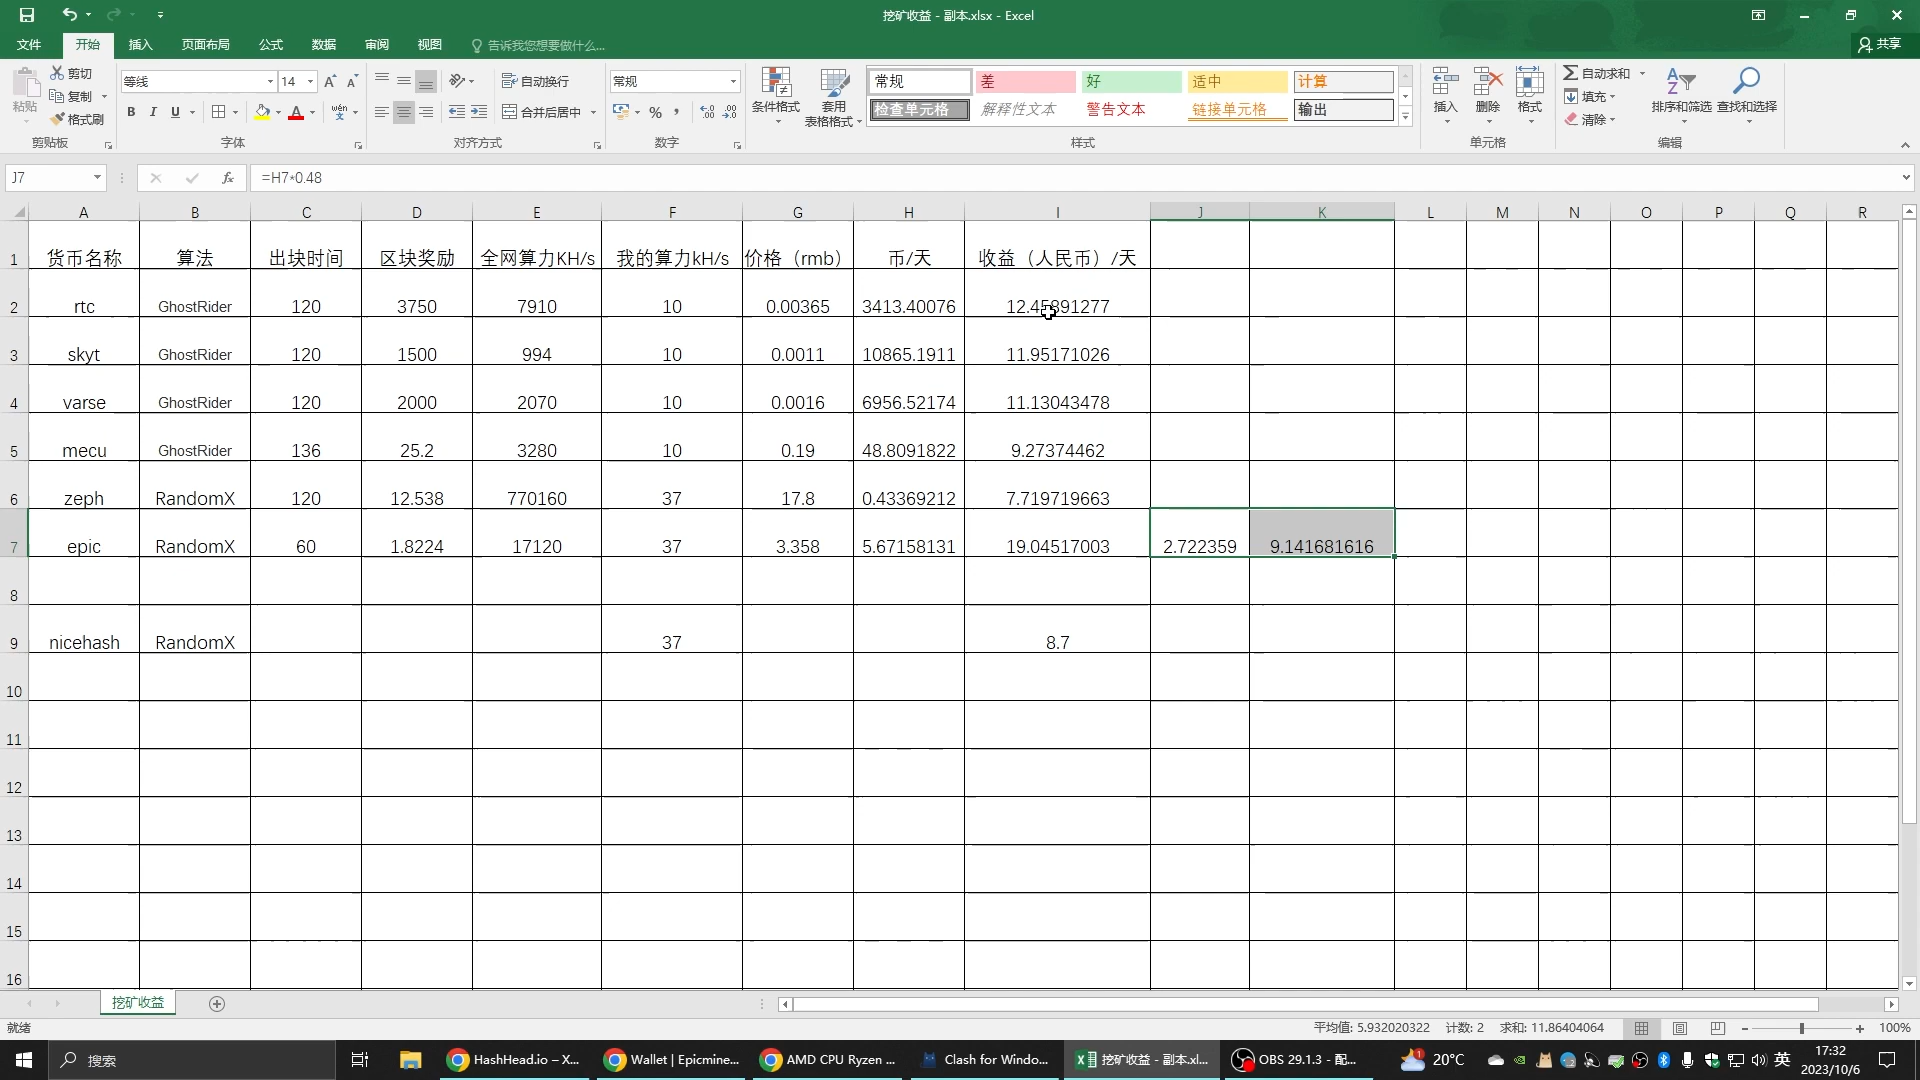 挖矿收益 - 副本.xlsx - Excel
文件 开始 插入 页面布局 公式 数据 审阅 视图 告诉我您想要做什么... 共享
粘贴 剪切 复制 格式刷 剪贴板
等线 14 B I U wén A 字体
自动换行 合并后居中 对齐方式
常规 % , 数字
条件格式 套用表格格式 常规 差 好 适中 计算
检查单元格 解释性文本 警告文本 链接单元格 输出 样式
插入 删除 格式 单元格
自动求和 填充 清除 排序和筛选 查找和选择 编辑
J7 fx =H7*0.48
A B C D E F G H I J K L M N O P Q R
1 货币名称 算法 出块时间 区块奖励 全网算力KH/s 我的算力kH/s 价格（rmb） 币/天 收益（人民币）/天
2 rtc GhostRider 120 3750 7910 10 0.00365 3413.40076 12.45891277
3 skyt GhostRider 120 1500 994 10 0.0011 10865.1911 11.95171026
4 varse GhostRider 120 2000 2070 10 0.0016 6956.52174 11.13043478
5 mecu GhostRider 136 25.2 3280 10 0.19 48.8091822 9.27374462
6 zeph RandomX 120 12.538 770160 37 17.8 0.43369212 7.719719663
7 epic RandomX 60 1.8224 17120 37 3.358 5.67158131 19.04517003 2.722359 9.141681616
8
9 nicehash RandomX 37 8.7
10
11
12
13
14
15
16
挖矿收益
就绪 平均值: 5.932020322 计数: 2 求和: 11.86404064 100%
搜索 HashHead.io – X... Wallet | Epicmine... AMD CPU Ryzen ... Clash for Windo... 挖矿收益 - 副本.xl... OBS 29.1.3 - 配... 20°C 英 17:32
2023/10/6